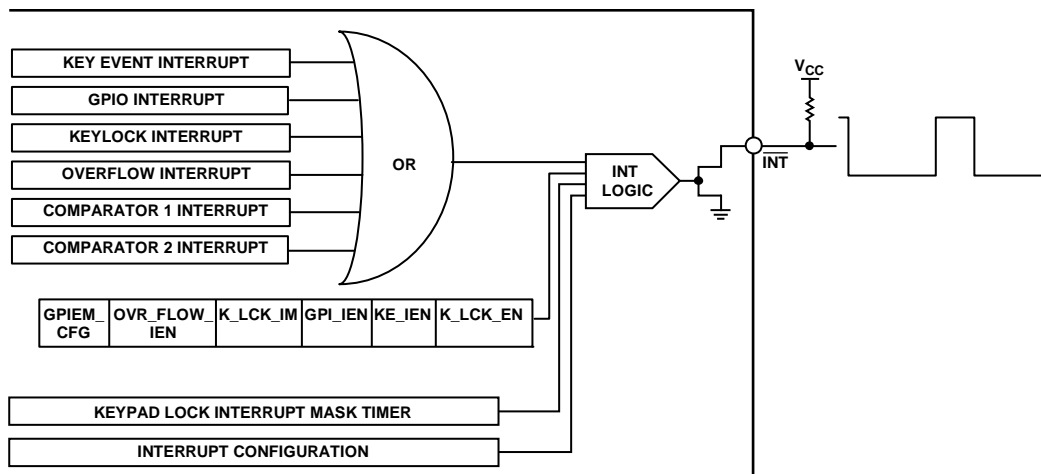 KEY EVENT INTERRUPT
GPIO INTERRUPT
KEYLOCK INTERRUPT
OVERFLOW INTERRUPT
COMPARATOR 1 INTERRUPT
COMPARATOR 2 INTERRUPT
OR
INT
LOGIC
VCC
INT
GPIEM_
CFG
OVR_FLOW_
IEN
K_LCK_IM
GPI_IEN
KE_IEN
K_LCK_EN
KEYPAD LOCK INTERRUPT MASK TIMER
INTERRUPT CONFIGURATION